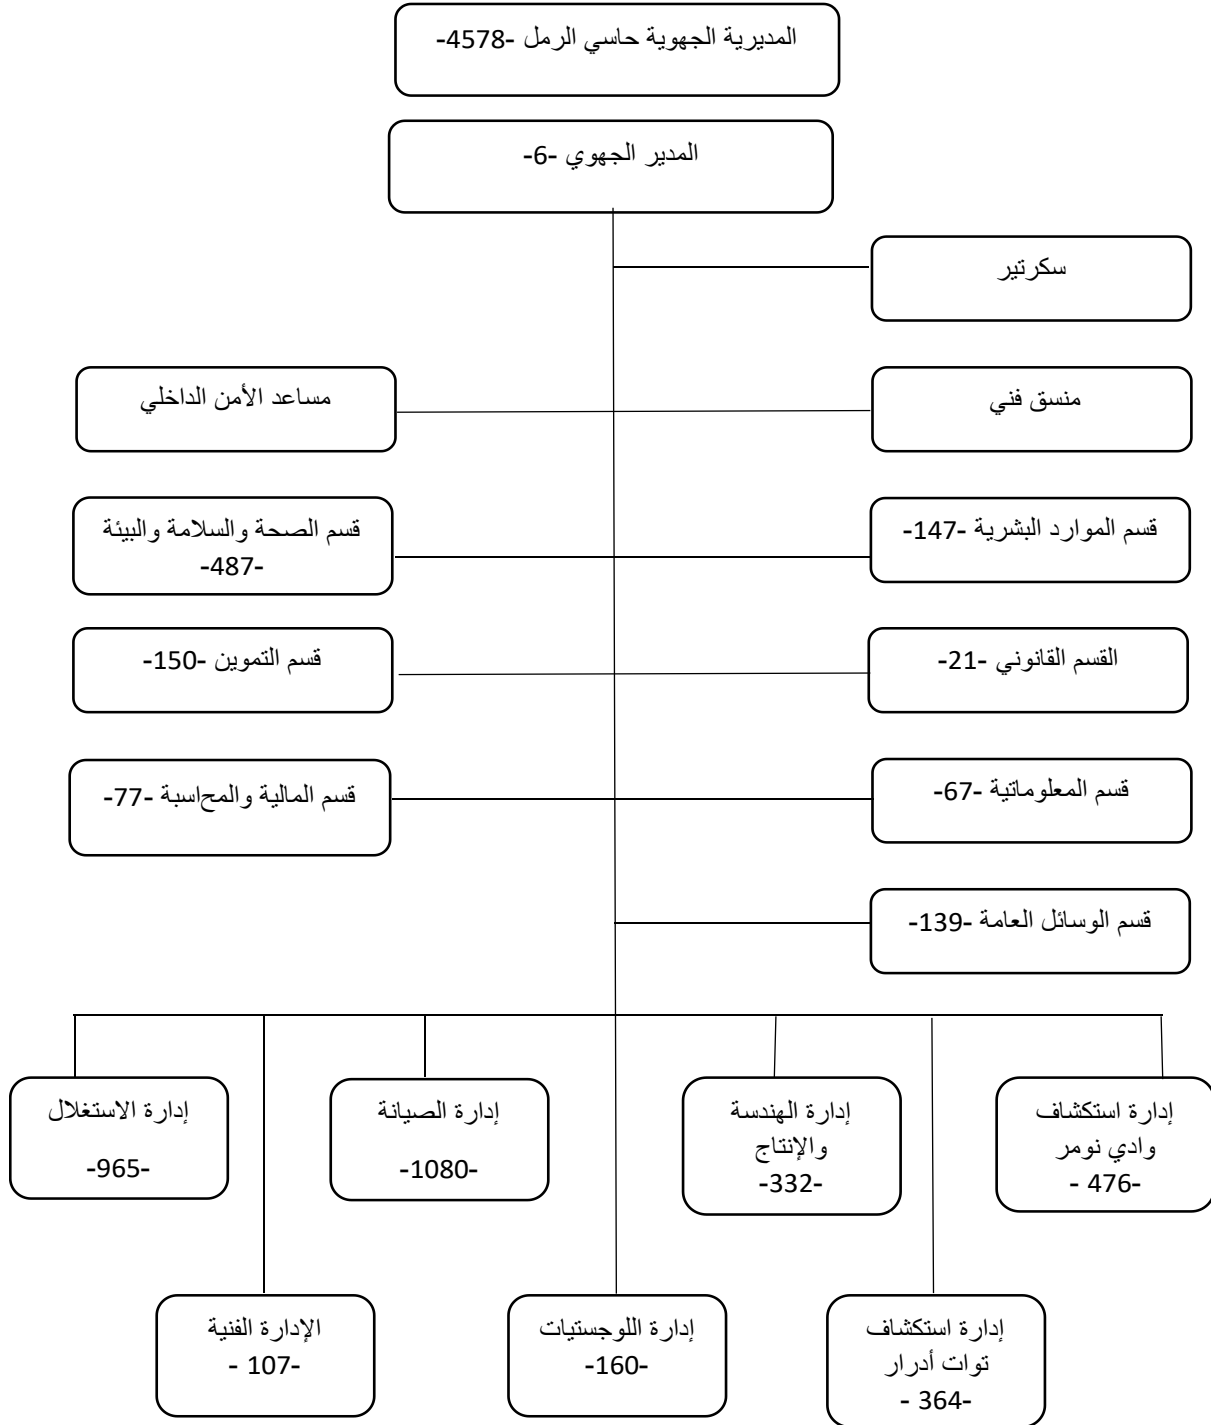 المديرية الجهوية حاسي الرمل -4578-
المدير الجهوي -6-
سكرتير
منسق فني
مساعد الأمن الداخلي
قسم الموارد البشرية -147-
قسم الصحة والسلامة والبيئة
-487-
القسم القانوني -21-
قسم التموين -150-
قسم المعلوماتية -67-
قسم المالية والمحاسبة -77-
قسم الوسائل العامة -139-
إدارة استكشاف
وادي نومر
-476 -
إدارة الهندسة
والإنتاج
-332-
إدارة الصيانة
-1080-
إدارة الاستغلال
-965-
إدارة استكشاف
توات أدرار
-364 -
إدارة اللوجستيات
-160-
الإدارة الفنية
-107 -